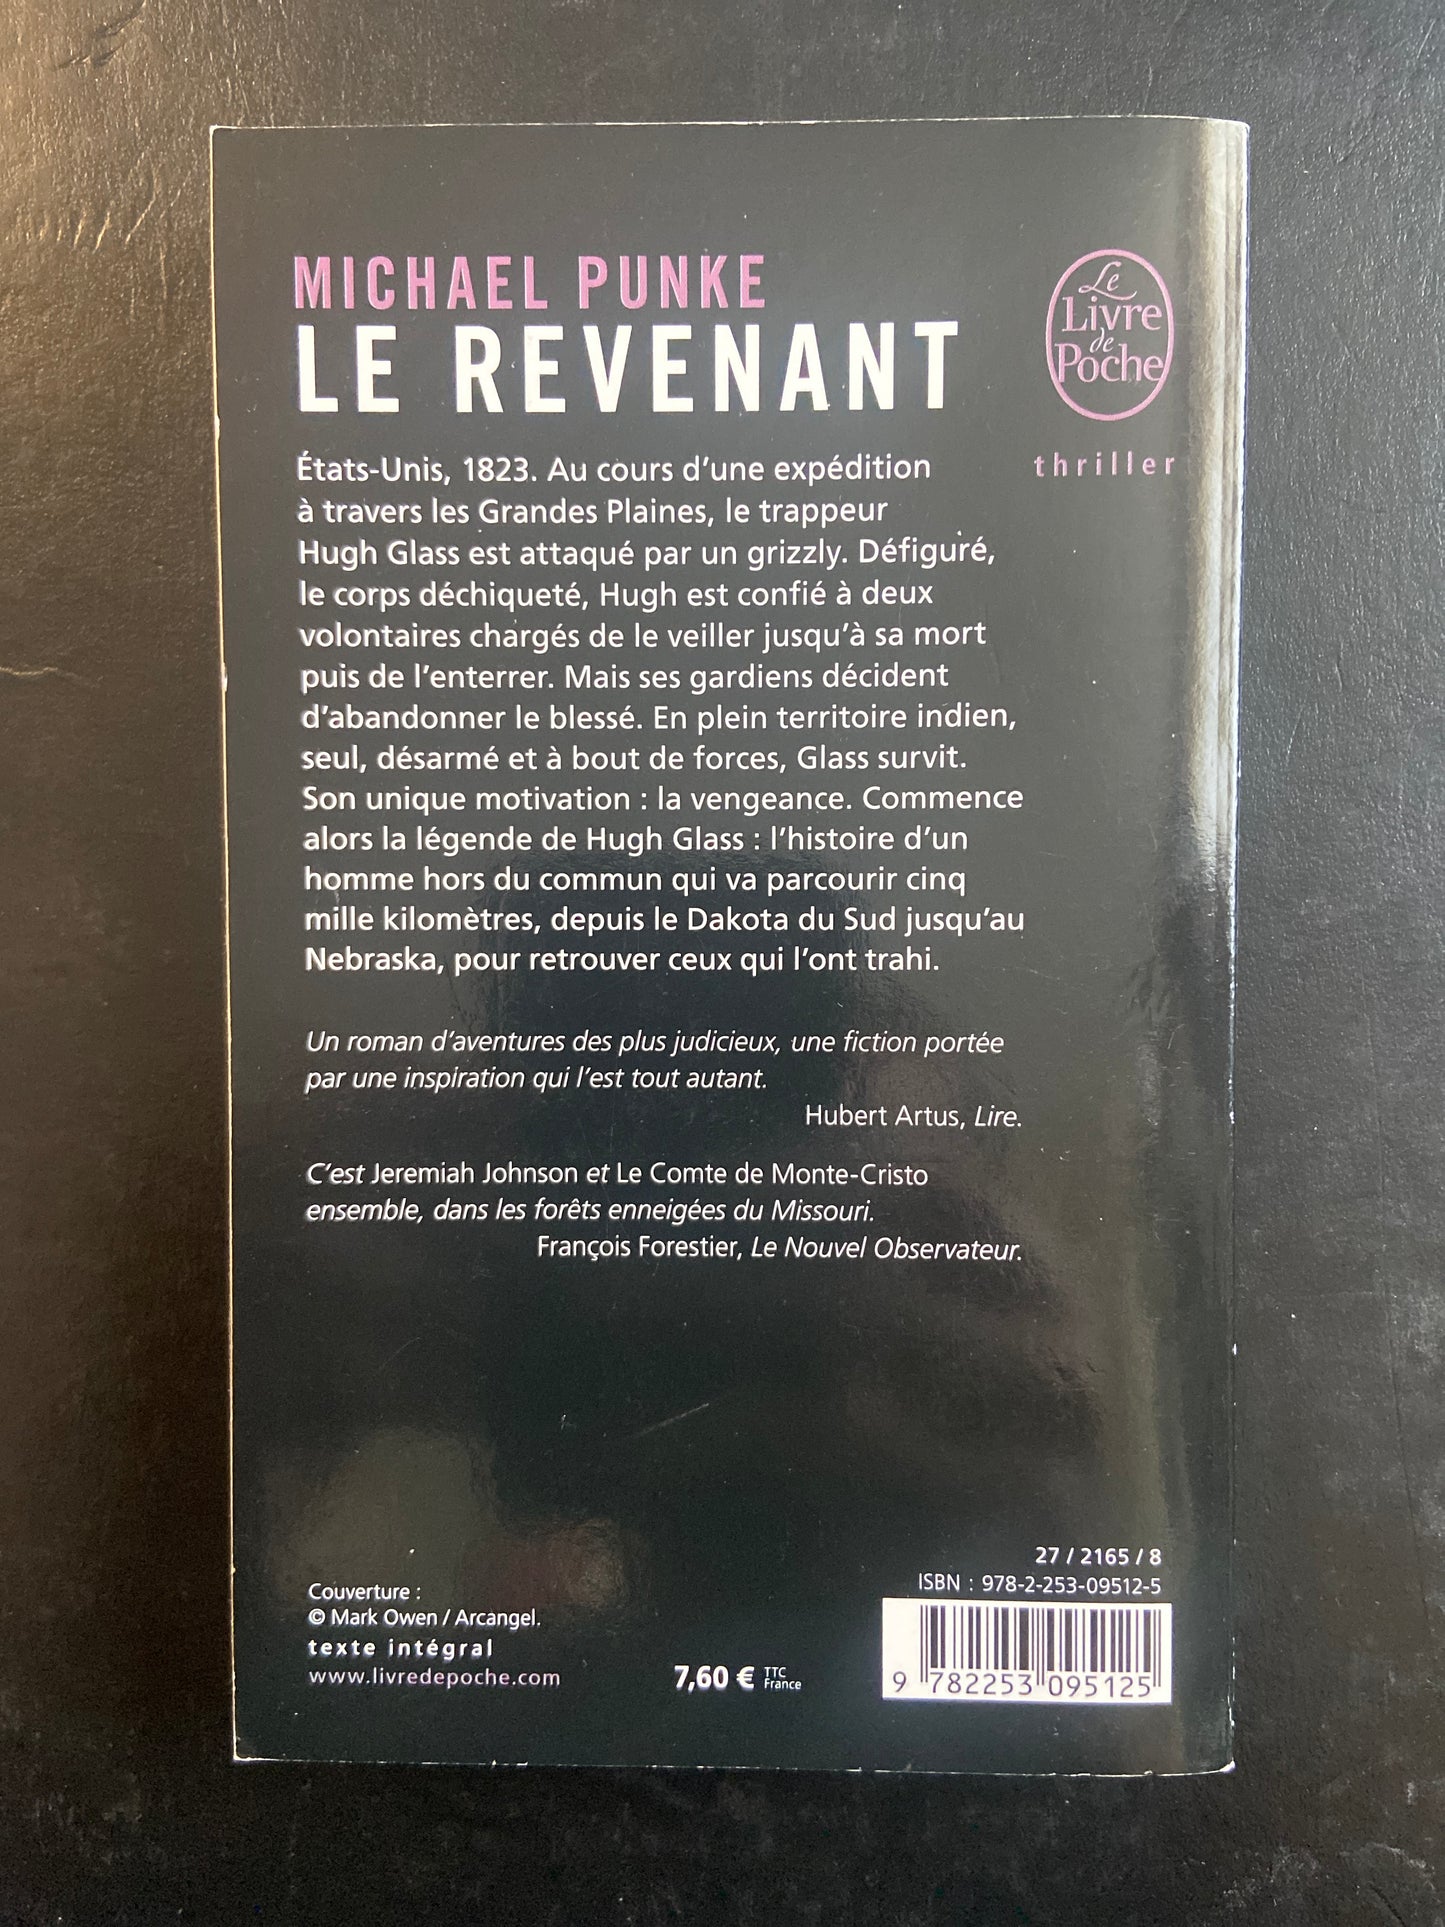 MICHAEL PUNKE
LE REVENANT
Le
Livre
de
Poche
thriller
États-Unis, 1823. Au cours d’une expédition
à travers les Grandes Plaines, le trappeur
Hugh Glass est attaqué par un grizzly. Défiguré,
le corps déchiqueté, Hugh est confié à deux
volontaires chargés de le veiller jusqu’à sa mort
puis de l’enterrer. Mais ses gardiens décident
d’abandonner le blessé. En plein territoire indien,
seul, désarmé et à bout de forces, Glass survit.
Son unique motivation : la vengeance. Commence
alors la légende de Hugh Glass : l’histoire d’un
homme hors du commun qui va parcourir cinq
mille kilomètres, depuis le Dakota du Sud jusqu’au
Nebraska, pour retrouver ceux qui l’ont trahi.
Un roman d’aventures des plus judicieux, une fiction portée
par une inspiration qui l’est tout autant.
Hubert Artus, Lire.
C’est Jeremiah Johnson et Le Comte de Monte-Cristo
ensemble, dans les forêts enneigées du Missouri.
François Forestier, Le Nouvel Observateur.
Couverture :
© Mark Owen / Arcangel.
texte intégral
www.livredepoche.com
7,60 € TTC
France
27 / 2165 / 8
ISBN : 978-2-253-09512-5
9 782253 095125